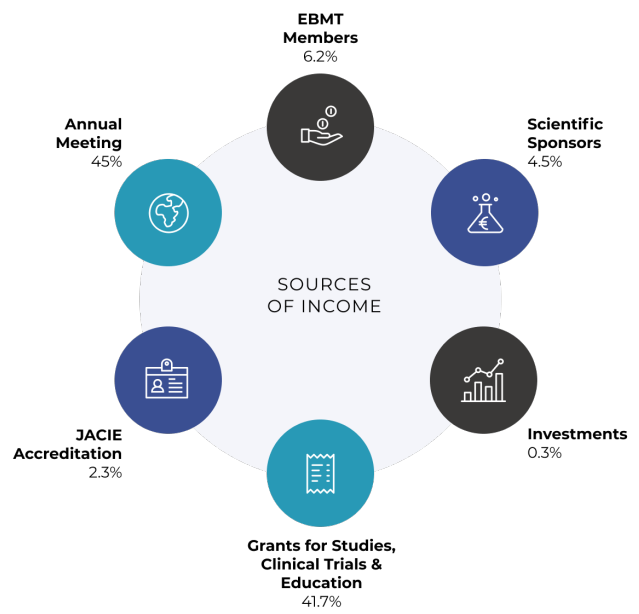 EBMT
Members
6.2%
Annual
Meeting
45%
Scientific
Sponsors
4.5%
€
SOURCES
OF INCOME
JACIE
Accreditation
2.3%
Investments
0.3%
Grants for Studies,
Clinical Trials &
Education
41.7%